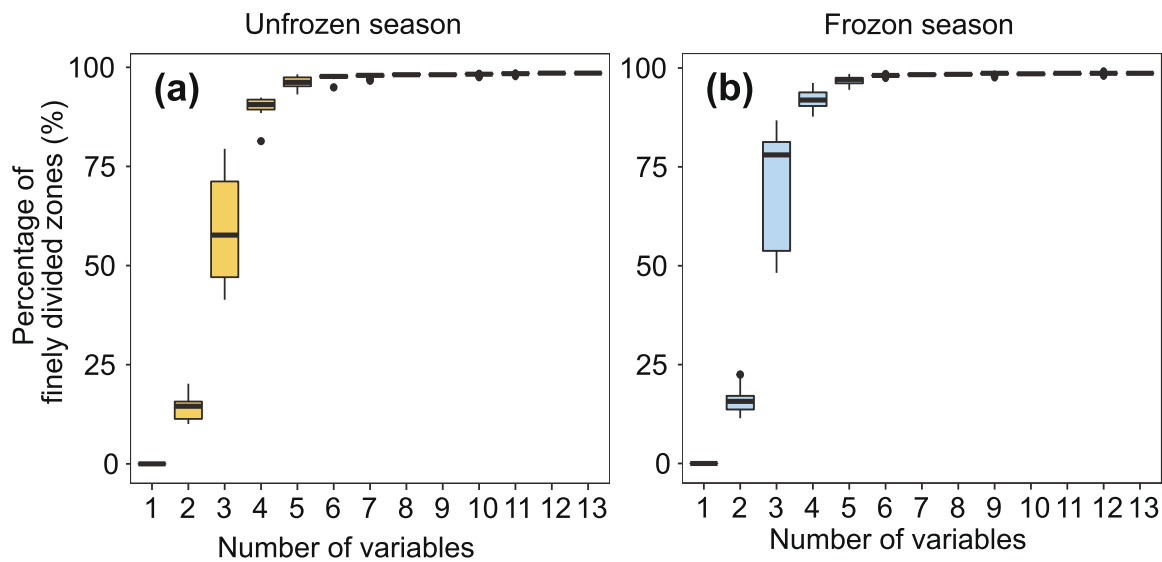 Unfrozen season
Frozon season
Percentage of
finely divided zones (%)
100
75
50
25
0
(a)
1 2 3 4 5 6 7 8 9 10 11 12 13
Number of variables
100
75
50
25
0
(b)
1 2 3 4 5 6 7 8 9 10 11 12 13
Number of variables